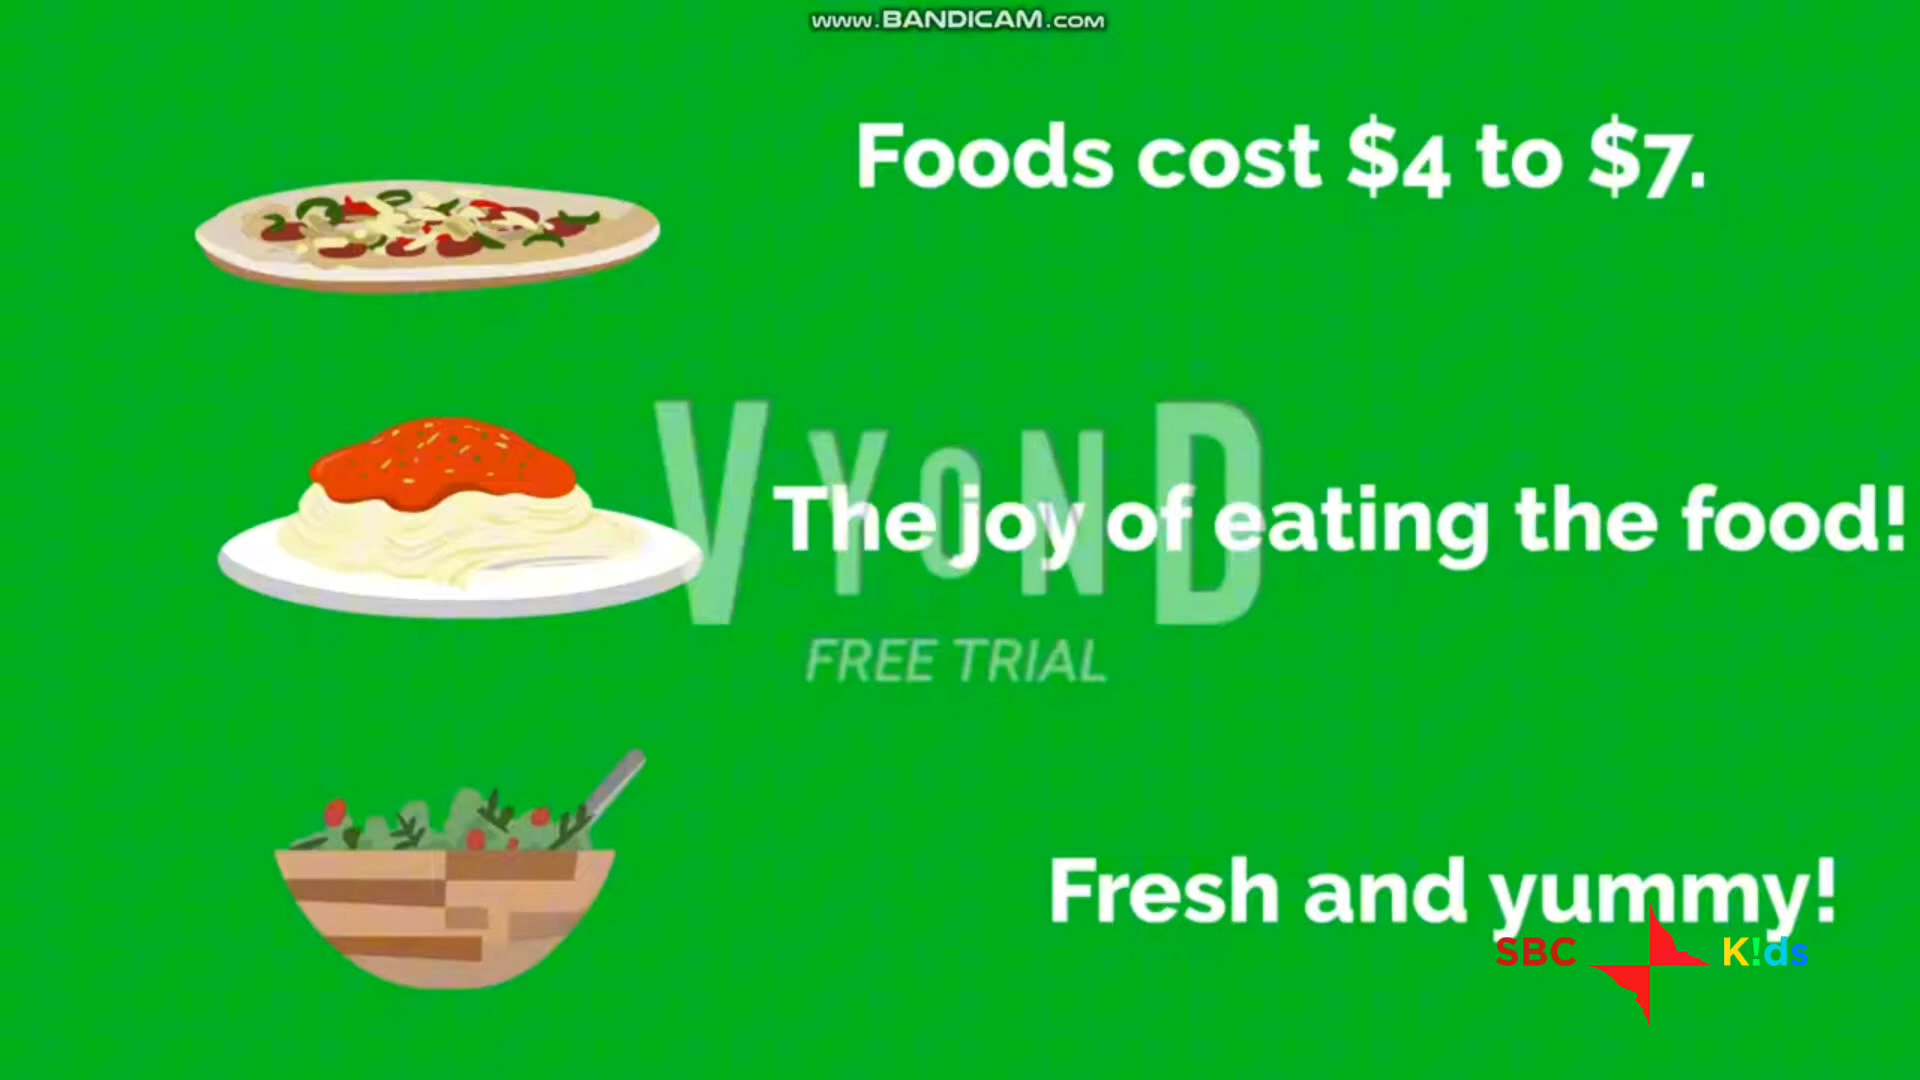 www.BANDICAM.com
Foods cost $4 to $7.
VYOND
The joy of eating the food!
FREE TRIAL
Fresh and yummy!
SBC K!ds